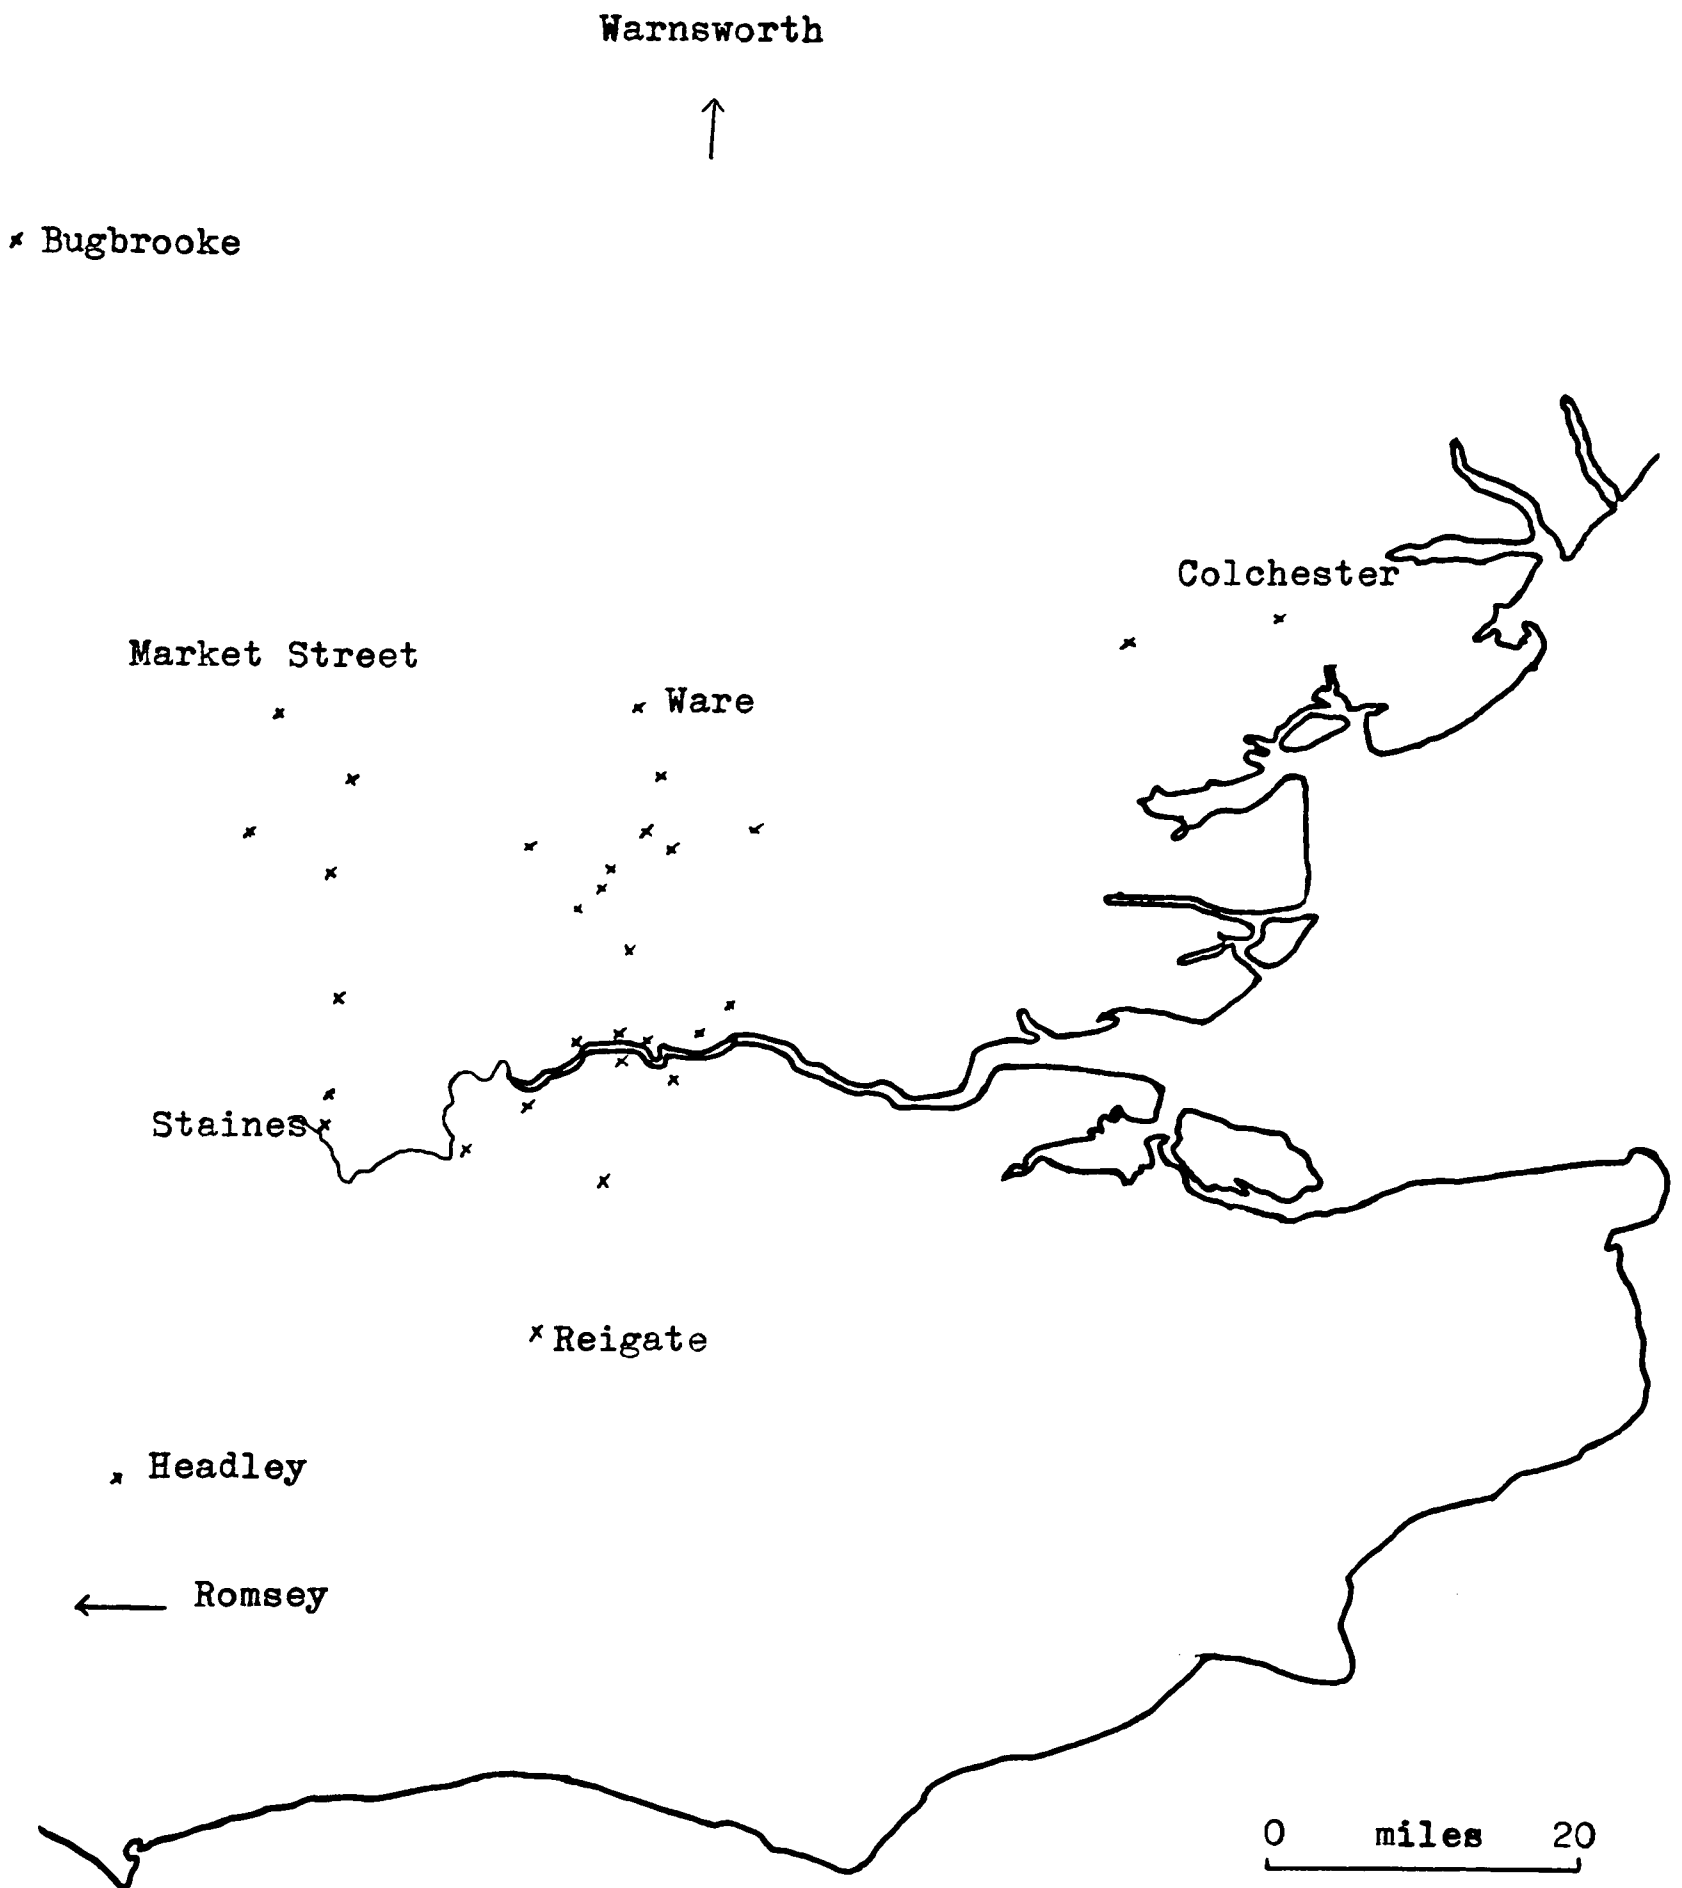 Warnsworth
Bugbrooke
Colchester
Market Street
Ware
Staines
Reigate
Headley
Romsey
0 miles 20